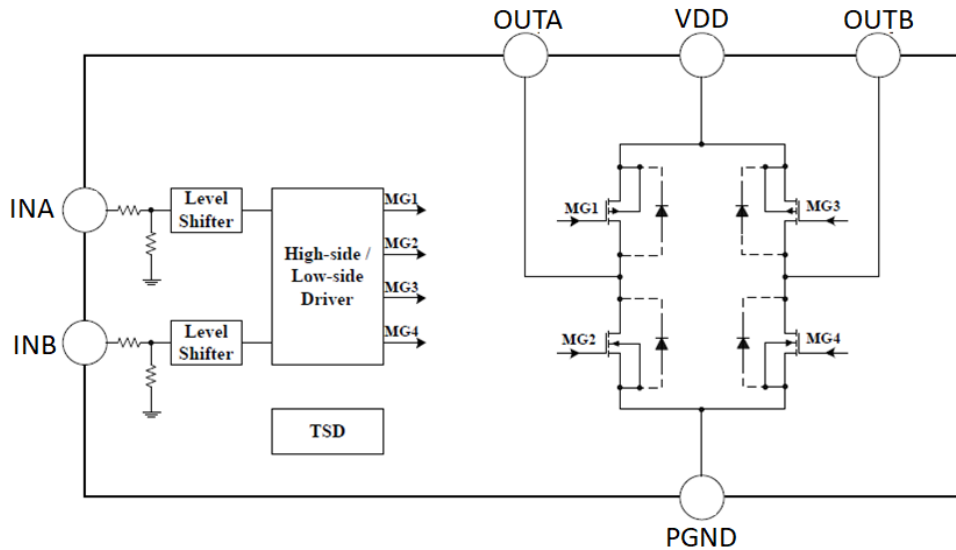 OUTA
VDD
OUTB
INA
Level
Shifter
High-side /
Low-side
Driver
MG1
MG2
MG3
MG4
INB
Level
Shifter
TSD
MG1
MG3
MG2
MG4
PGND